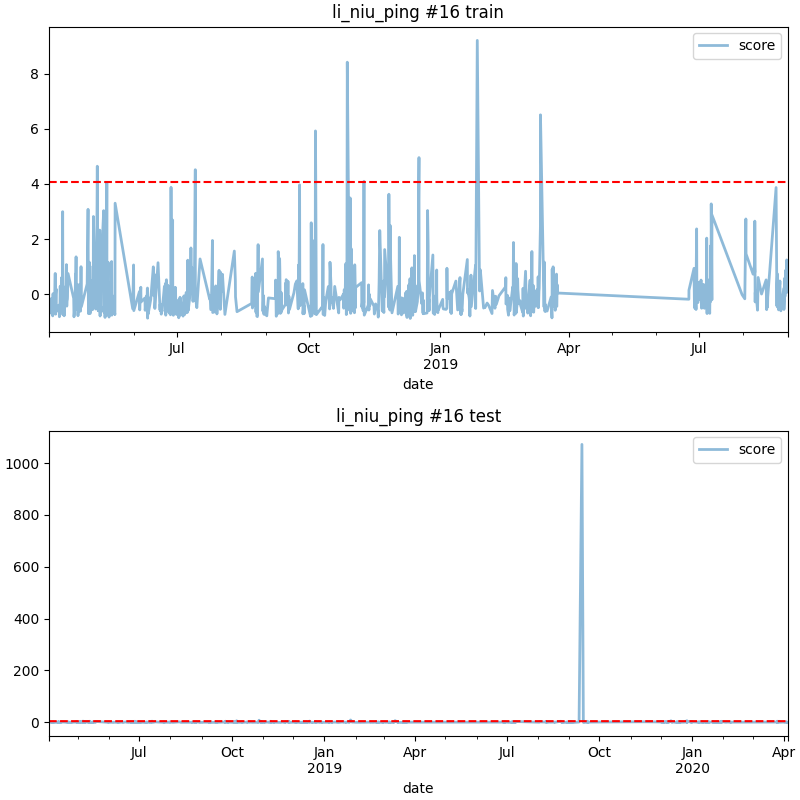 li_niu_ping #16 train
score
8
6
4
2
0
Jul
Oct
Jan
2019
Apr
Jul
date
li_niu_ping #16 test
score
1000
800
600
400
200
0
Jul
Oct
Jan
2019
Apr
Jul
Oct
Jan
2020
Apr
date